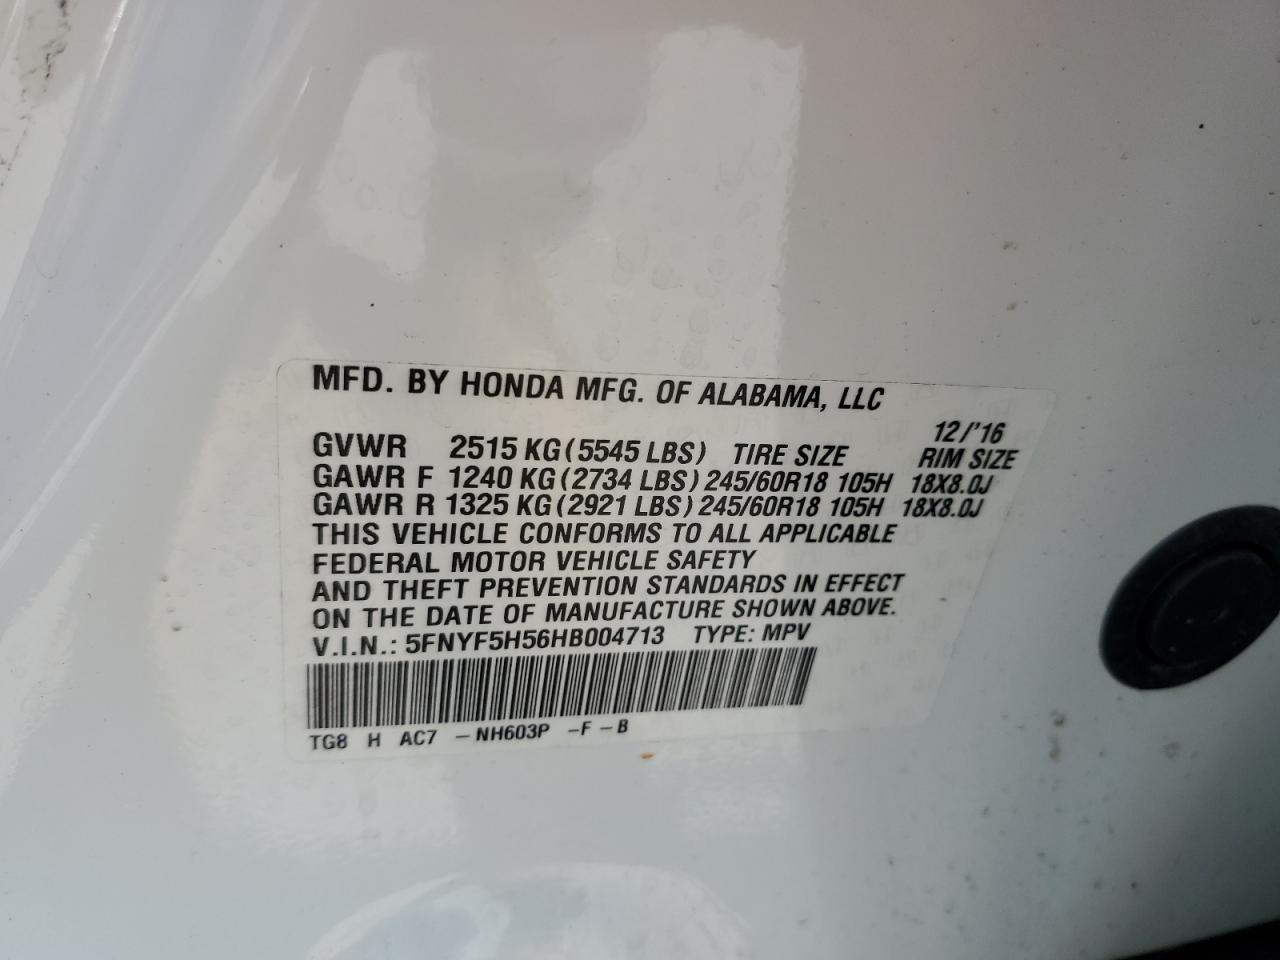 MFD. BY HONDA MFG. OF ALABAMA, LLC
12/'16
GVWR 2515 KG (5545 LBS) TIRE SIZE RIM SIZE
GAWR F 1240 KG (2734 LBS) 245/60R18 105H 18X8.0J
GAWR R 1325 KG (2921 LBS) 245/60R18 105H 18X8.0J
THIS VEHICLE CONFORMS TO ALL APPLICABLE
FEDERAL MOTOR VEHICLE SAFETY
AND THEFT PREVENTION STANDARDS IN EFFECT
ON THE DATE OF MANUFACTURE SHOWN ABOVE.
V.I.N.: 5FNYF5H56HB004713 TYPE: MPV
TG8 H AC7 -NH603P -F-B